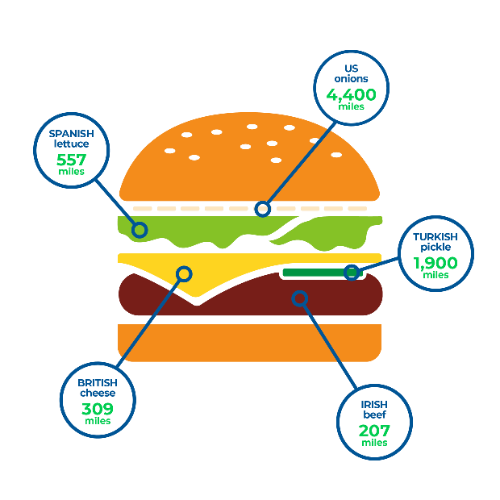 US
onions
4,400
miles
SPANISH
lettuce
557
miles
TURKISH
pickle
1,900
miles
BRITISH
cheese
309
miles
IRISH
beef
207
miles